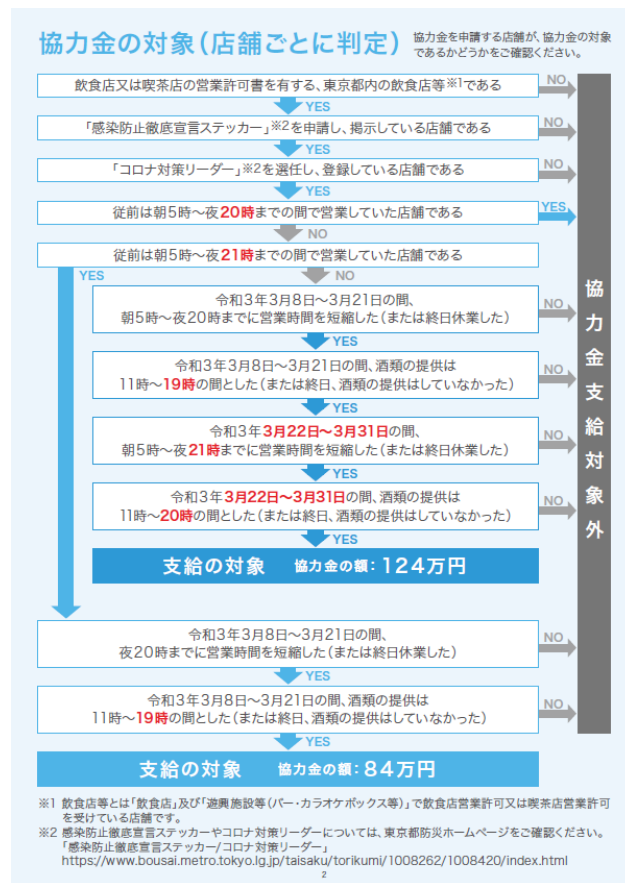 協力金の対象（店舗ごとに判定）
協力金を申請する店舗が、協力金の対象
であるかどうかをご確認ください。
飲食店又は喫茶店の営業許可書を有する、東京都内の飲食店等※1である
NO
YES
「感染防止徹底宣言ステッカー」※2を申請し、掲示している店舗である
NO
YES
「コロナ対策リーダー」※2を選任し、登録している店舗である
NO
YES
従前は朝5時～夜20時までの間で営業していた店舗である
YES
NO
従前は朝5時～夜21時までの間で営業していた店舗である
YES
NO
令和3年3月8日～3月21日の間、
朝5時～夜20時までに営業時間を短縮した（または終日休業した）
NO
YES
令和3年3月8日～3月21日の間、酒類の提供は
11時～19時の間とした（または終日、酒類の提供はしていなかった）
NO
YES
令和3年3月22日～3月31日の間、
朝5時～夜21時までに営業時間を短縮した（または終日休業した）
NO
YES
令和3年3月22日～3月31日の間、酒類の提供は
11時～20時の間とした（または終日、酒類の提供はしていなかった）
NO
YES
支給の対象 協力金の額：124万円
令和3年3月8日～3月21日の間、
夜20時までに営業時間を短縮した（または終日休業した）
NO
YES
令和3年3月8日～3月21日の間、酒類の提供は
11時～19時の間とした（または終日、酒類の提供はしていなかった）
NO
YES
支給の対象 協力金の額：84万円
協力金支給対象外
※1 飲食店等とは「飲食店」及び「遊興施設等（バー・カラオケボックス等）」で飲食店営業許可又は喫茶店営業許可
を受けている店舗です。
※2 感染防止徹底宣言ステッカーやコロナ対策リーダーについては、東京都防災ホームページをご確認ください。
「感染防止徹底宣言ステッカー/コロナ対策リーダー」
https://www.bousai.metro.tokyo.lg.jp/taisaku/torikumi/1008262/1008420/index.html
2